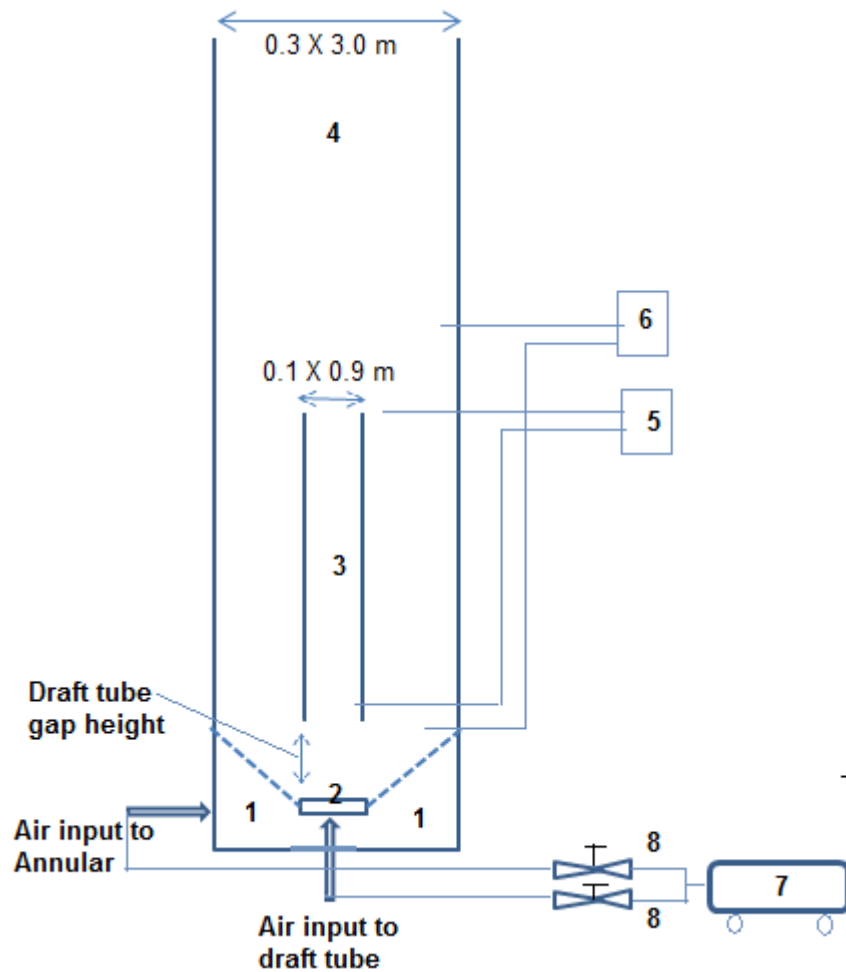 0.3 X 3.0 m
4
6
0.1 X 0.9 m
5
3
Draft tube
gap height
2
1
1
Air input to
Annular
8
7
8
Air input to
draft tube